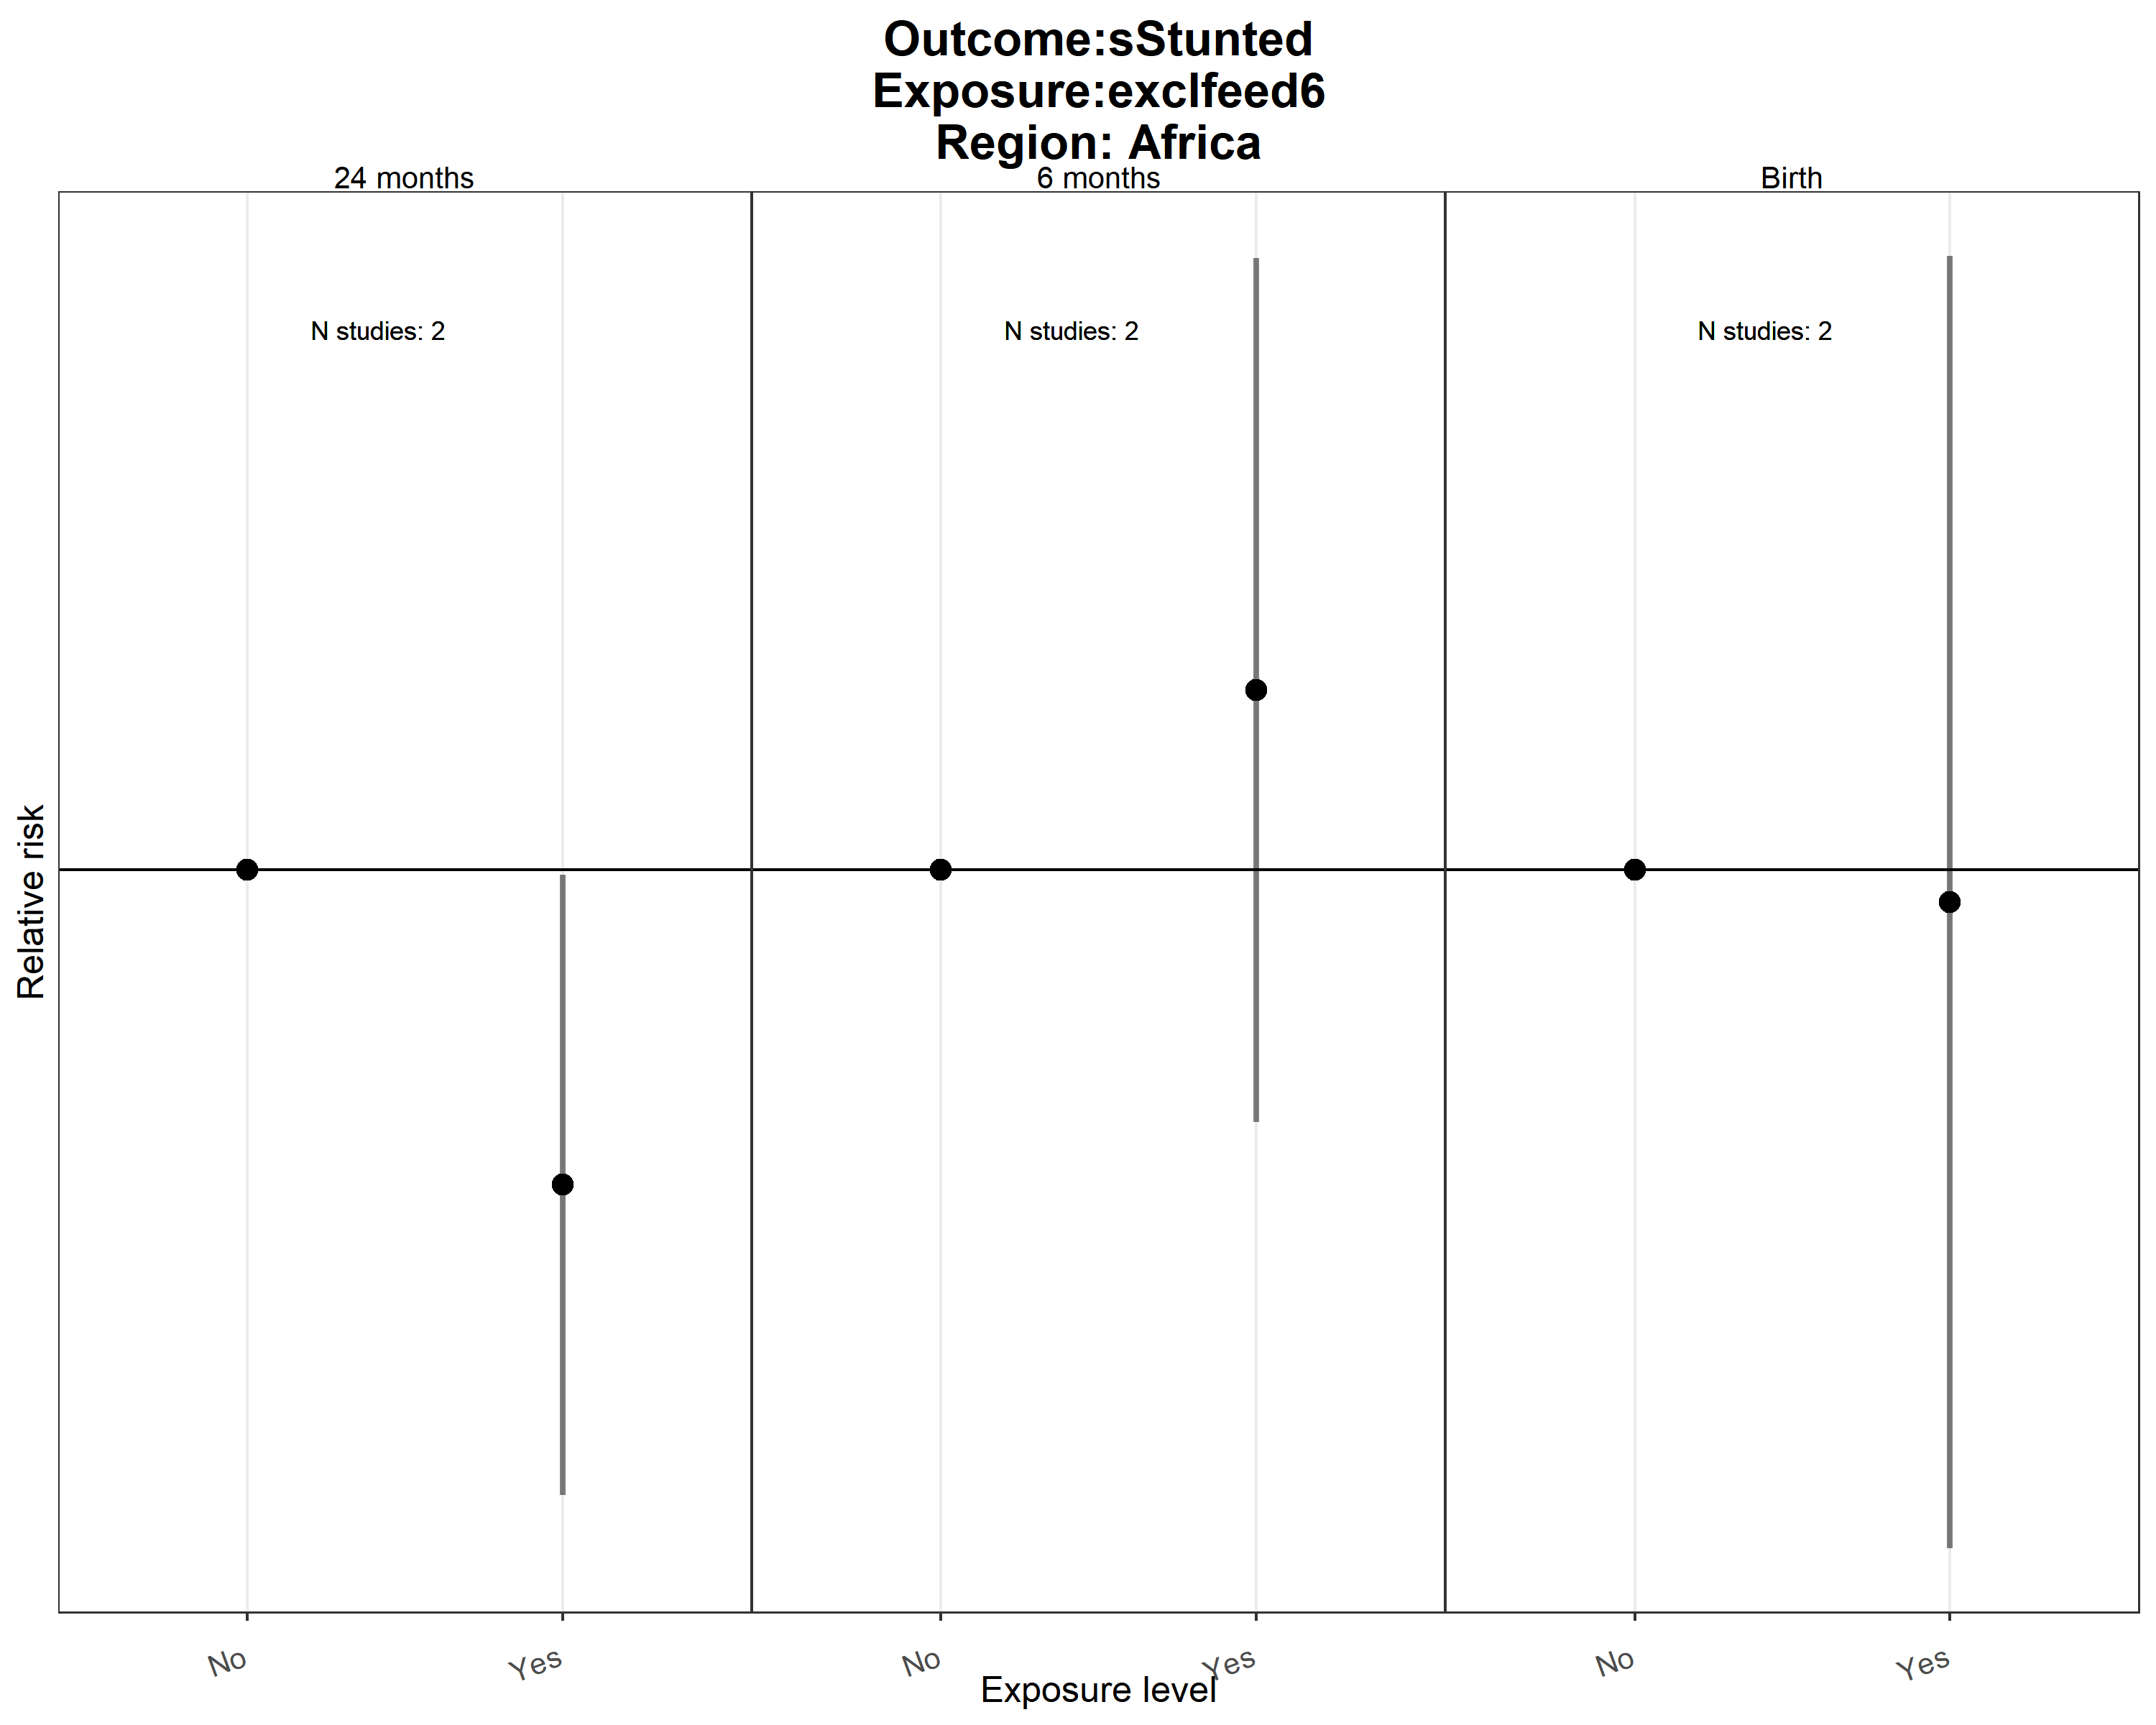 Outcome:sStunted
Exposure:exclfeed6
Region: Africa
24 months
6 months
Birth
N studies: 2
N studies: 2
N studies: 2
Relative risk
No
Yes
No
Yes
No
Yes
Exposure level